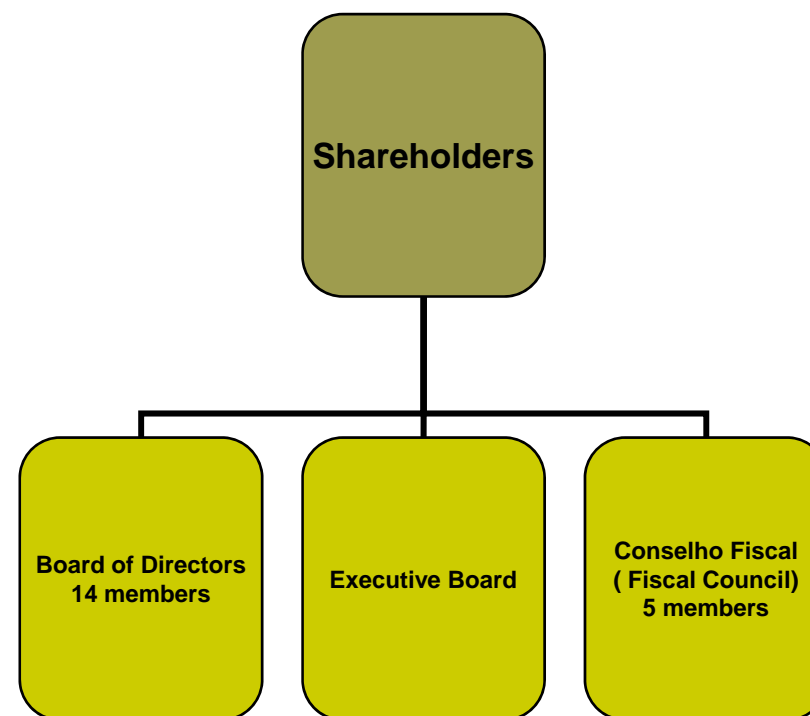 Shareholders
Board of Directors
14 members
Executive Board
Conselho Fiscal
( Fiscal Council)
5 members